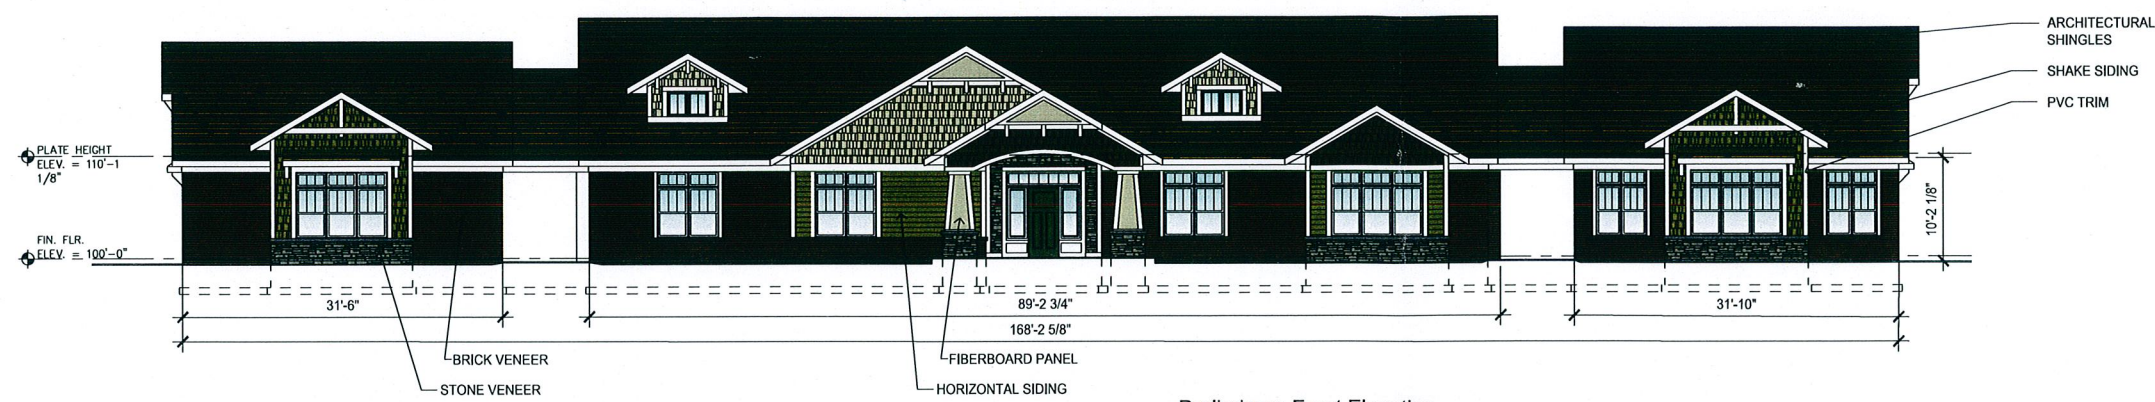 ARCHITECTURAL
SHINGLES
SHAKE SIDING
PVC TRIM
PLATE HEIGHT
ELEV. = 110'-1
1/8"
FIN. FLR.
ELEV. = 100'-0"
10'-2 1/8"
31'-6"
89'-2 3/4"
31'-10"
168'-2 5/8"
BRICK VENEER
FIBERBOARD PANEL
STONE VENEER
HORIZONTAL SIDING
Front Elevation